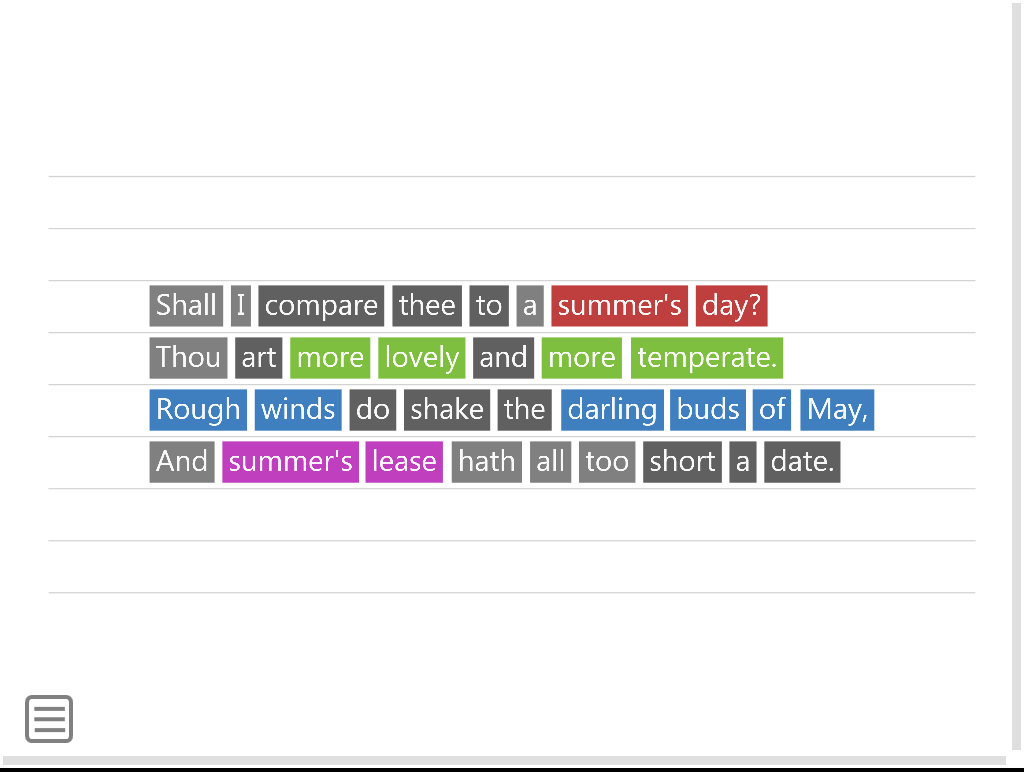 Shall I compare thee to a summer's day?
Thou art more lovely and more temperate.
Rough winds do shake the darling buds of May,
And summer's lease hath all too short a date.